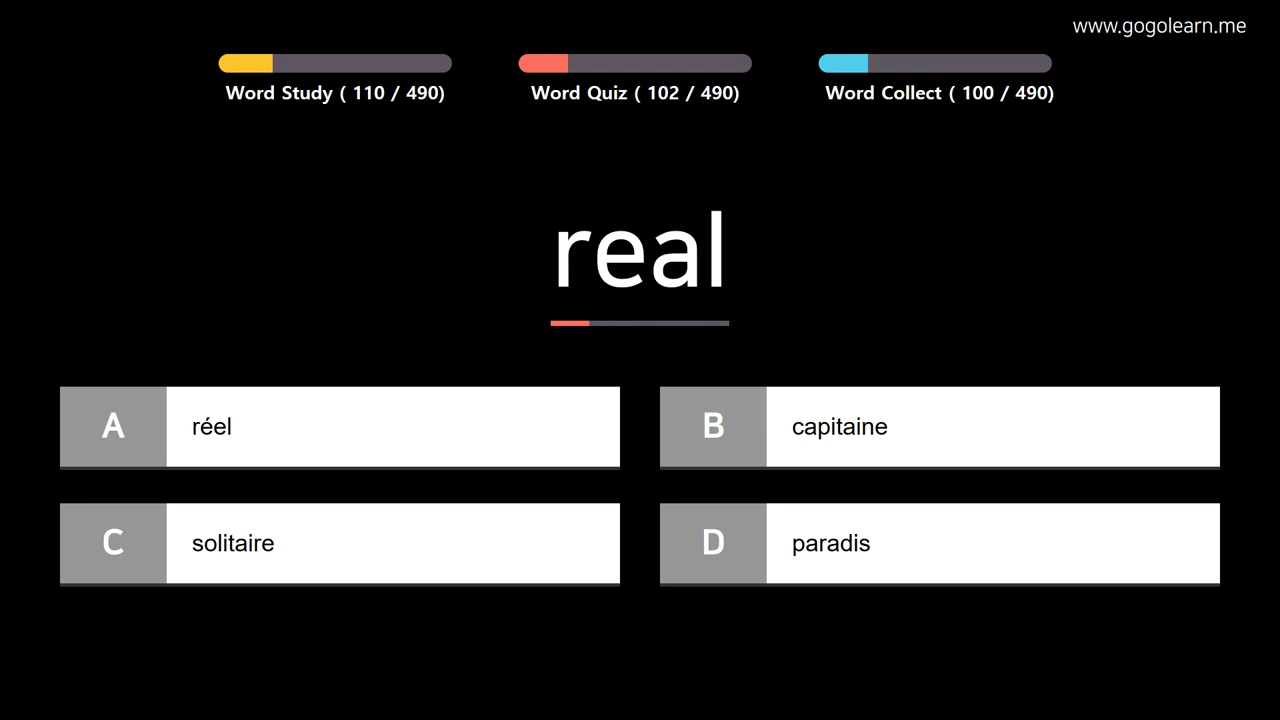 www.gogolearn.me
Word Study ( 110 / 490)
Word Quiz ( 102 / 490)
Word Collect ( 100 / 490)
real
A réel
B capitaine
C solitaire
D paradis